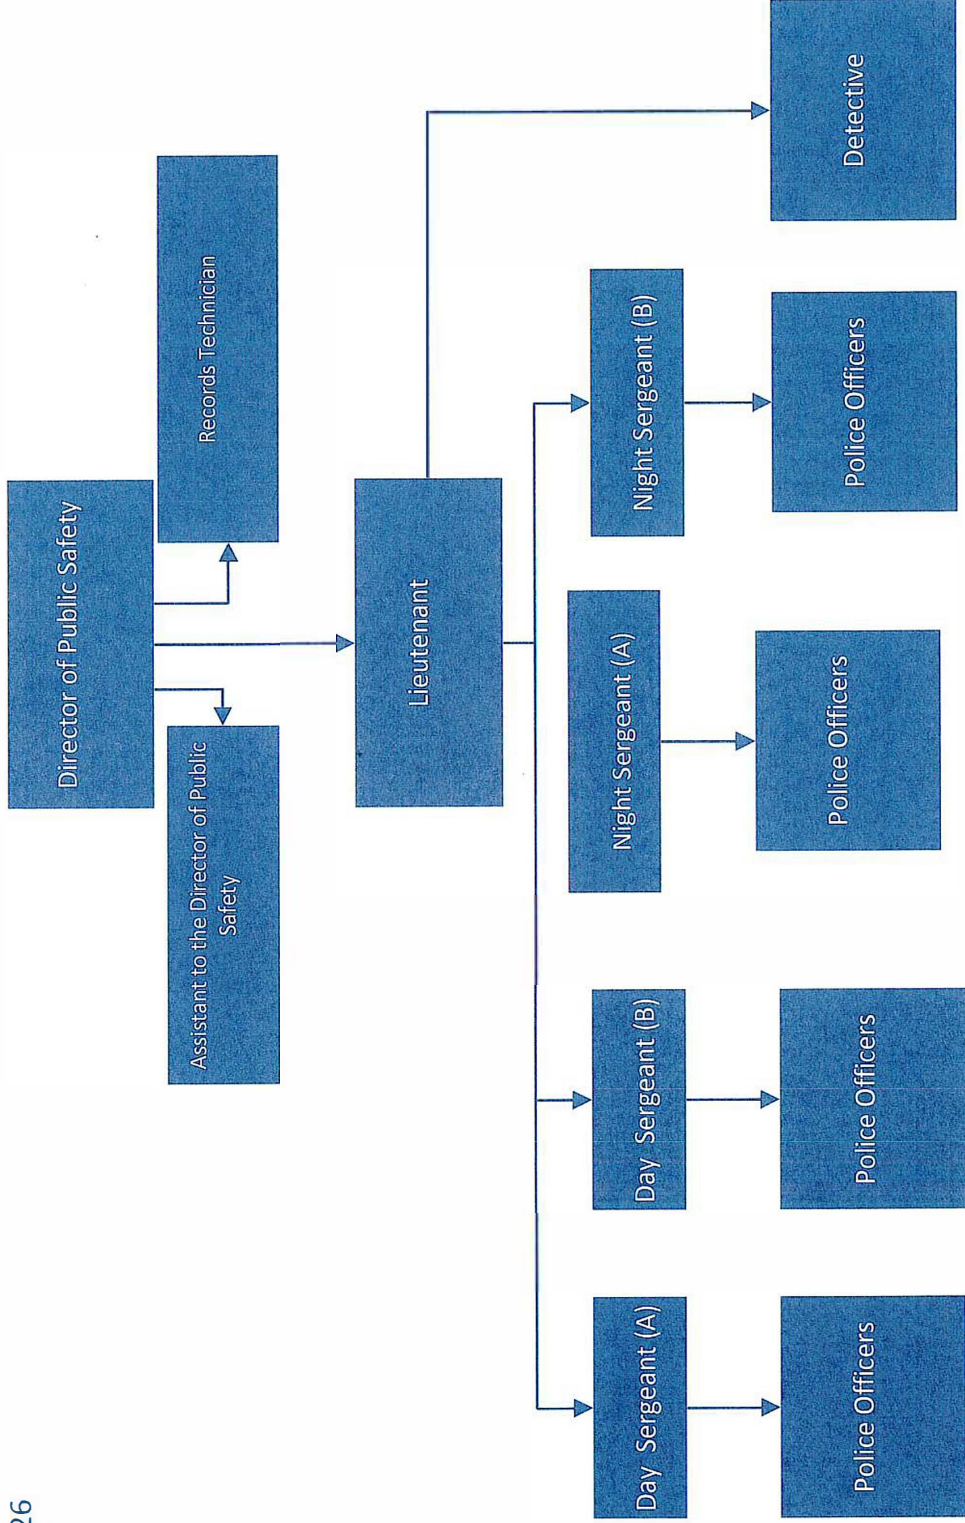 Director of Public Safety
Assistant to the Director of Public
Safety
Records Technician
Lieutenant
Day Sergeant (A)
Day Sergeant (B)
Night Sergeant (A)
Night Sergeant (B)
Police Officers
Police Officers
Police Officers
Police Officers
Detective
26